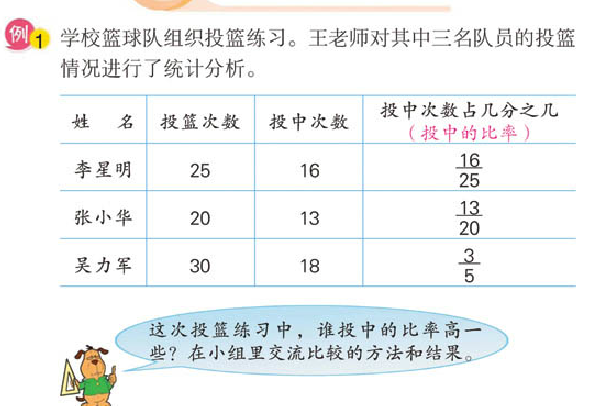 例1 学校篮球队组织投篮练习。王老师对其中三名队员的投篮
情况进行了统计分析。
姓 名 投篮次数 投中次数 投中次数占几分之几
（投中的比率）
李星明 25 16 16/25
张小华 20 13 13/20
吴力军 30 18 3/5
这次投篮练习中，谁投中的比率高一
些？在小组里交流比较的方法和结果。